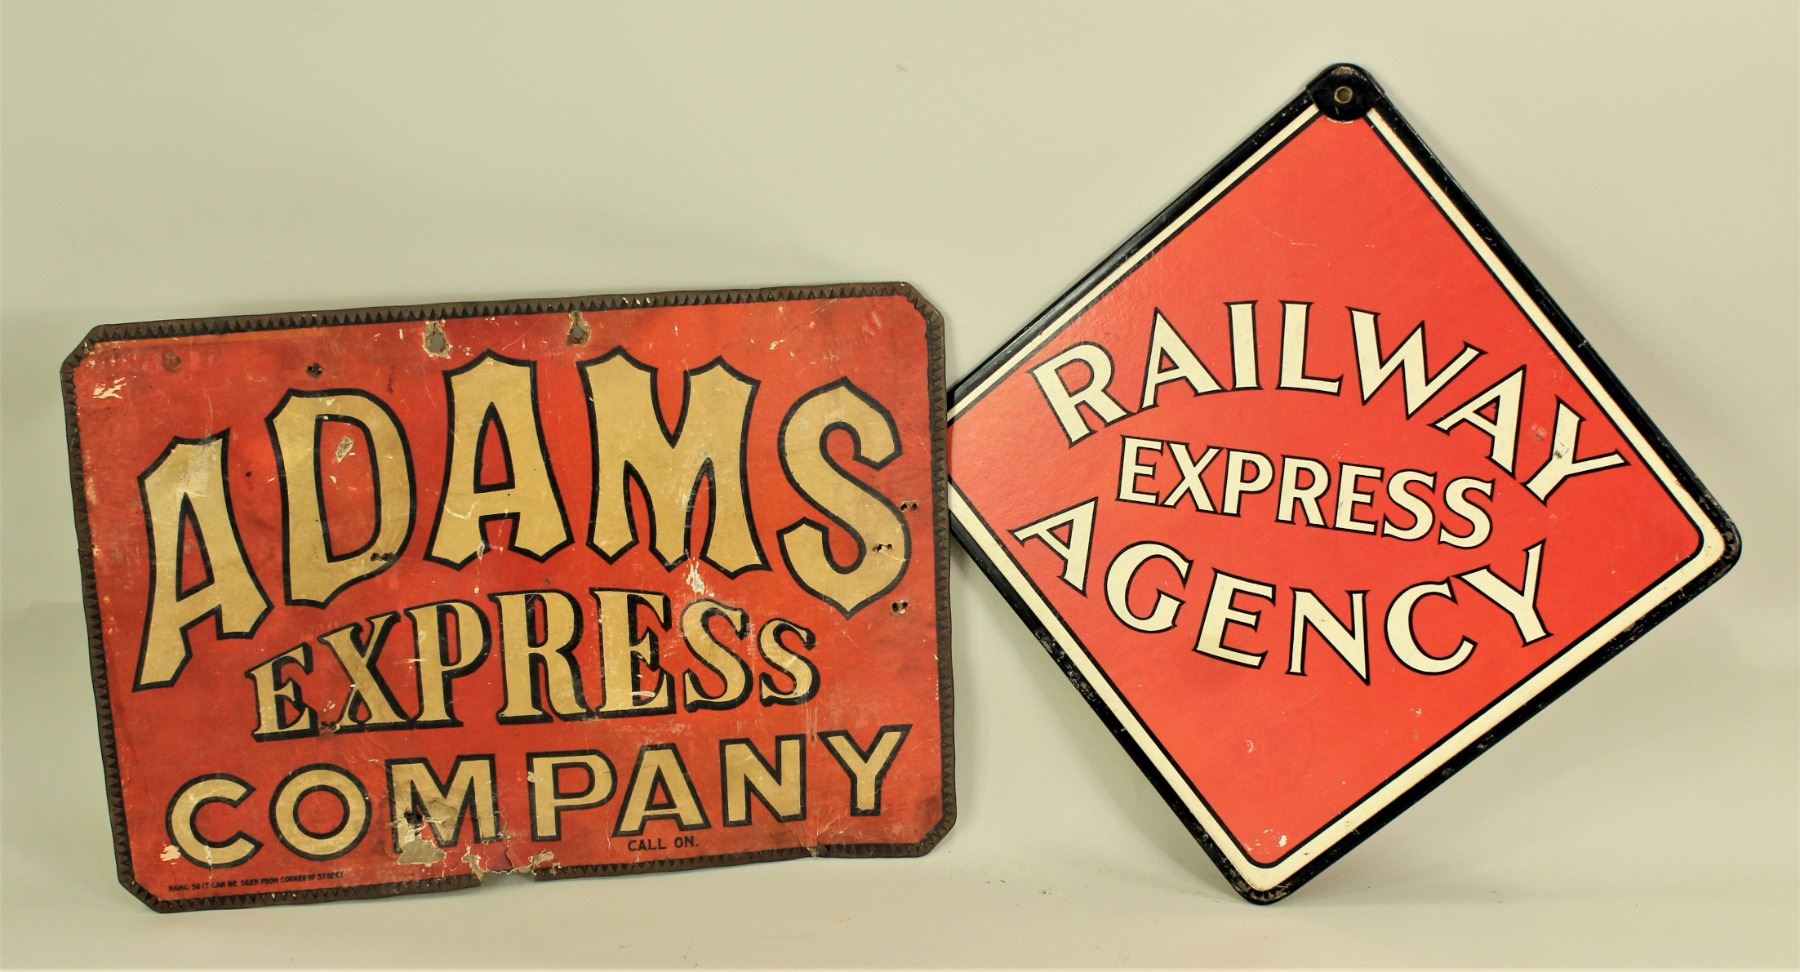 ADAMS
EXPRESS
COMPANY
CALL ON.
HANG SO IT CAN BE SEEN FROM CORNER OF STREET
RAILWAY
EXPRESS
AGENCY